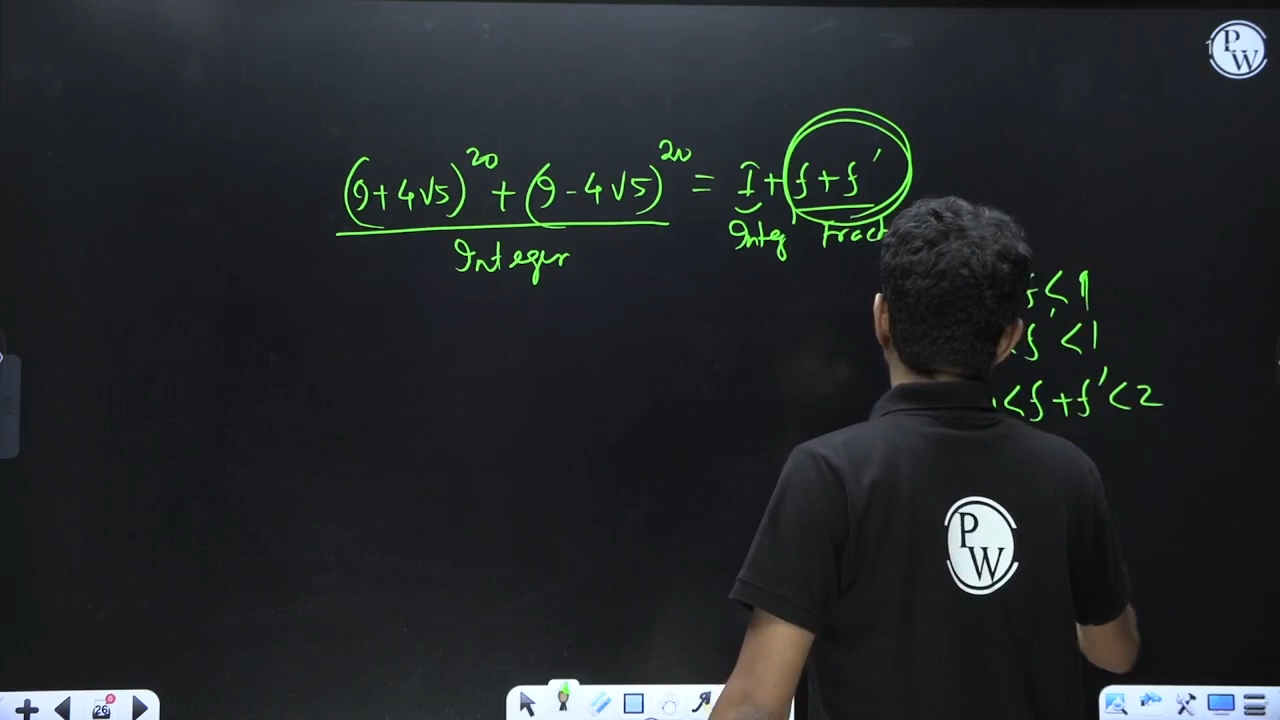 PW
(9+4√5)²⁰ + (9-4√5)²⁰ = I + f + f'
Integer
Integ
Fract
f < 1
< f' < 1
< f + f' < 2
PW
26